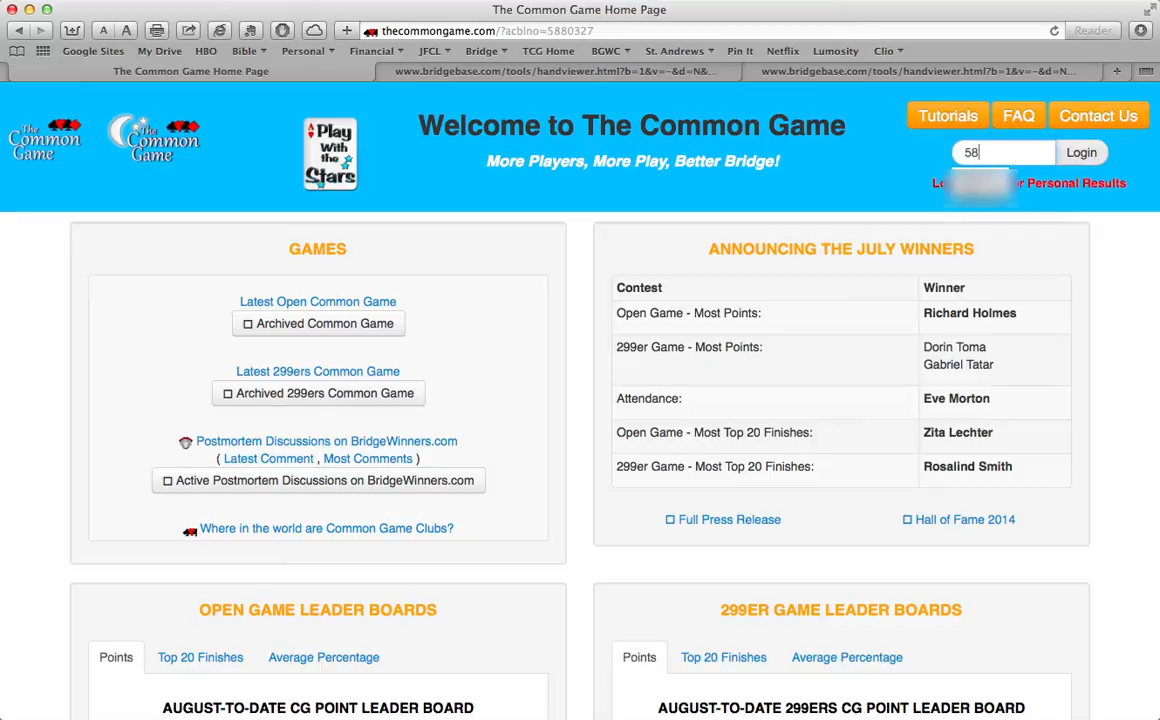 The Common Game Home Page
thecommongame.com/?acblno=5880327
Reader
Google Sites My Drive HBO Bible Personal Financial JFCL Bridge TCG Home BGWC St. Andrews Pin It Netflix Lumosity Clio
The Common Game Home Page
www.bridgebase.com/tools/handviewer.html?b=1&v=-&d=N&...
www.bridgebase.com/tools/handviewer.html?b=1&v=-&d=N...
The Common Game
The Common Game
Play With the Stars
Welcome to The Common Game
More Players, More Play, Better Bridge!
Tutorials FAQ Contact Us
58 Login
Personal Results
GAMES
Latest Open Common Game
Archived Common Game
Latest 299ers Common Game
Archived 299ers Common Game
Postmortem Discussions on BridgeWinners.com
( Latest Comment , Most Comments )
Active Postmortem Discussions on BridgeWinners.com
Where in the world are Common Game Clubs?
ANNOUNCING THE JULY WINNERS
Contest Winner
Open Game - Most Points: Richard Holmes
299er Game - Most Points: Dorin Toma
Gabriel Tatar
Attendance: Eve Morton
Open Game - Most Top 20 Finishes: Zita Lechter
299er Game - Most Top 20 Finishes: Rosalind Smith
Full Press Release Hall of Fame 2014
OPEN GAME LEADER BOARDS
Points Top 20 Finishes Average Percentage
AUGUST-TO-DATE CG POINT LEADER BOARD
299ER GAME LEADER BOARDS
Points Top 20 Finishes Average Percentage
AUGUST-TO-DATE 299ERS CG POINT LEADER BOARD